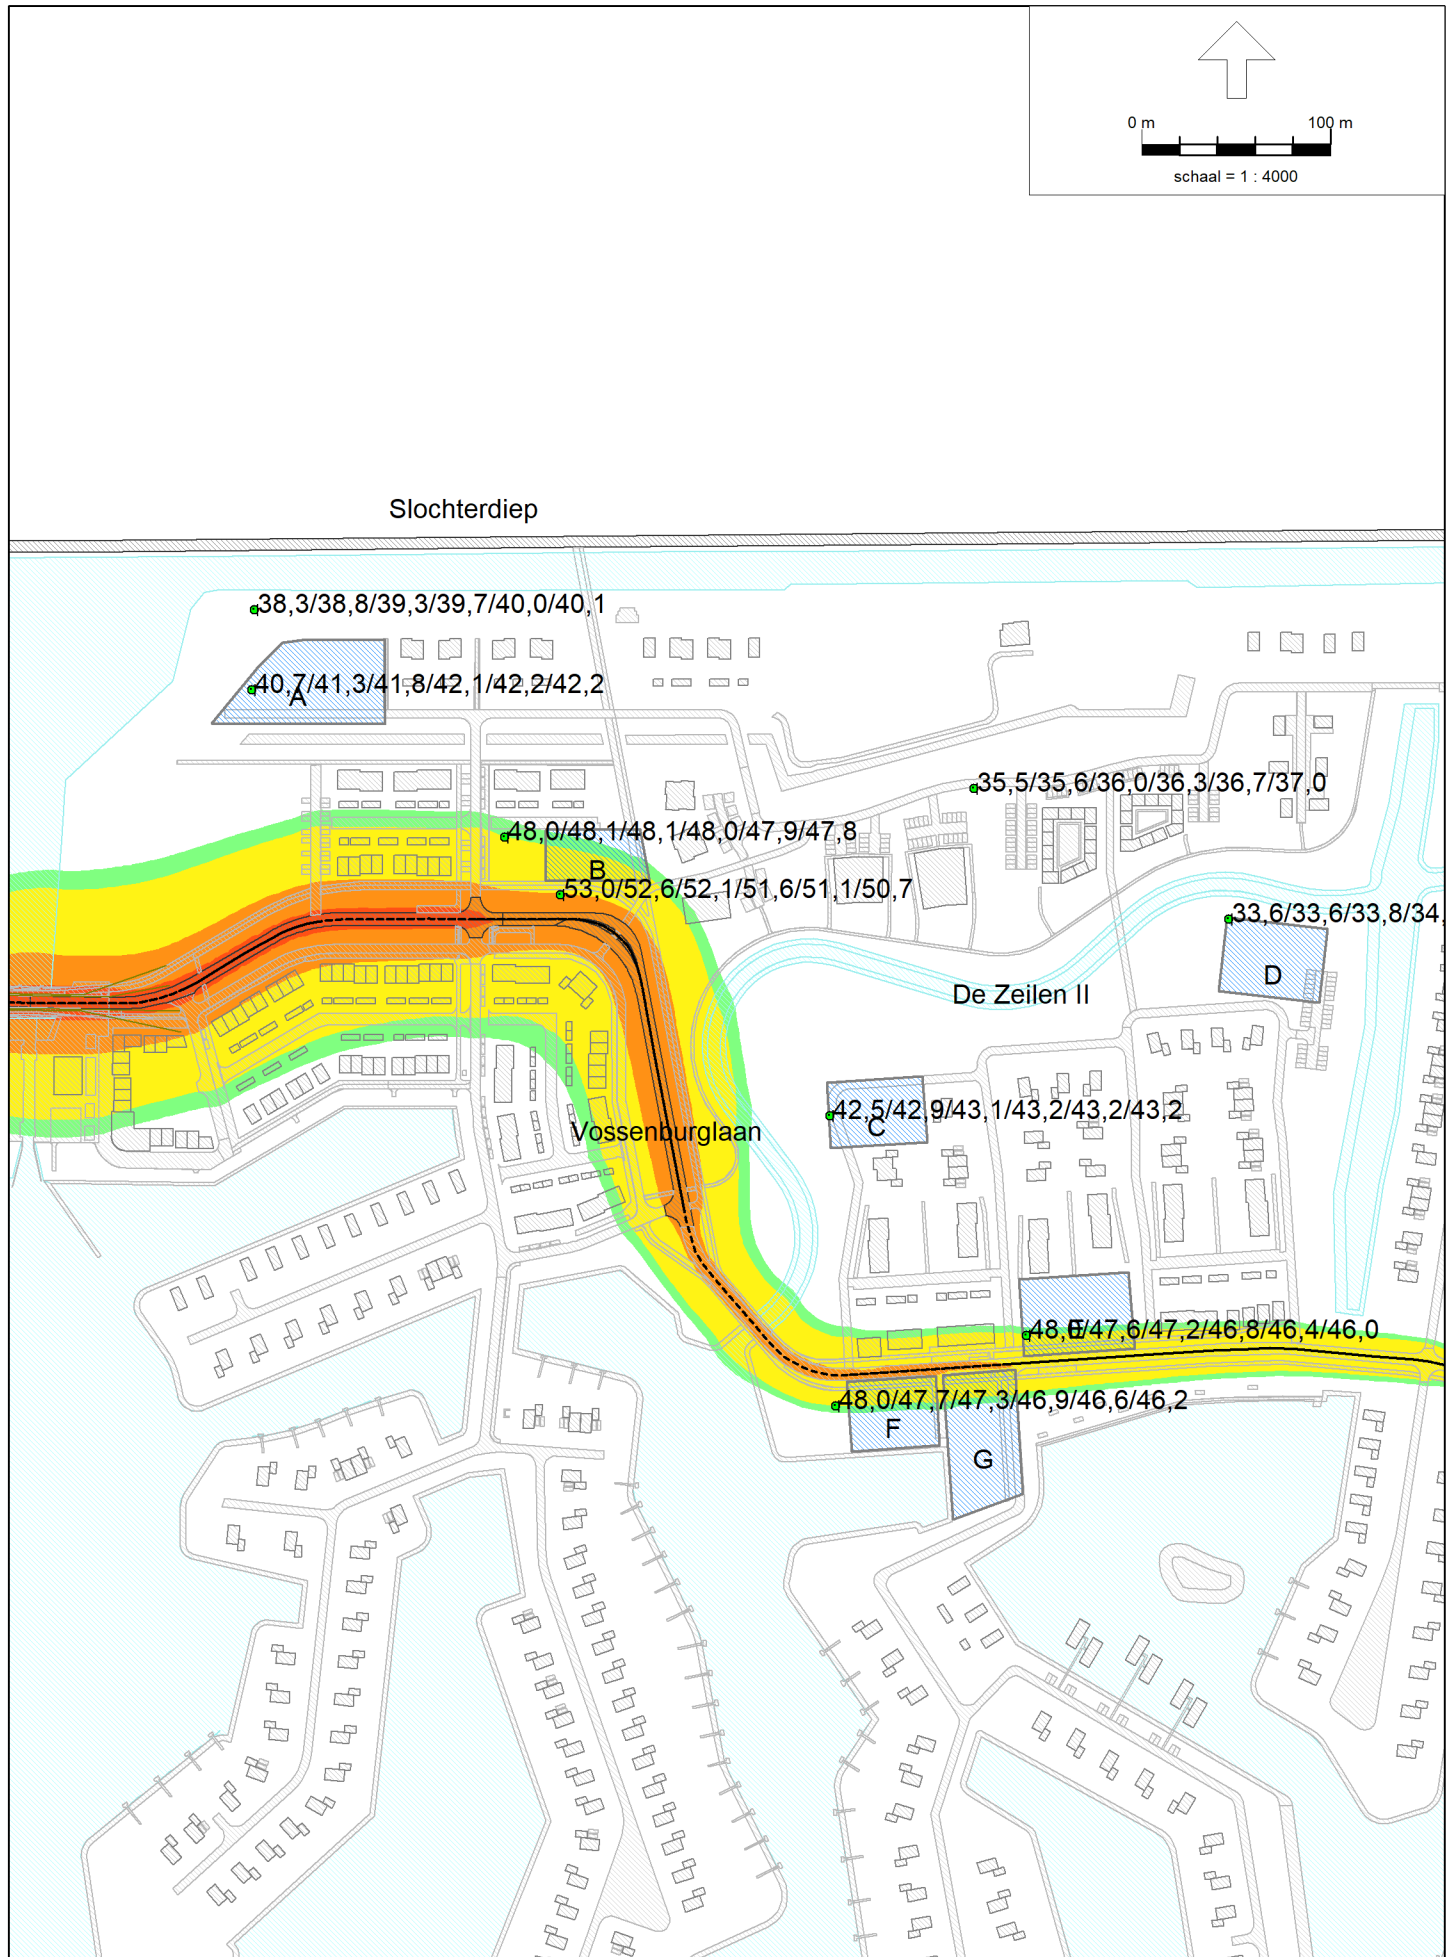 0 m
100 m
schaal = 1 : 4000
Slochterdiep
38,3/38,8/39,3/39,7/40,0/40,1
40,7/41,3/41,8/42,1/42,2/42,2
A
35,5/35,6/36,0/36,3/36,7/37,0
48,0/48,1/48,1/48,0/47,9/47,8
B
53,0/52,6/52,1/51,6/51,1/50,7
33,6/33,6/33,8/34,
D
De Zeilen II
42,5/42,9/43,1/43,2/43,2/43,2
C
Vossenburglaan
48,0/47,6/47,2/46,8/46,4/46,0
E
48,0/47,7/47,3/46,9/46,6/46,2
F
G